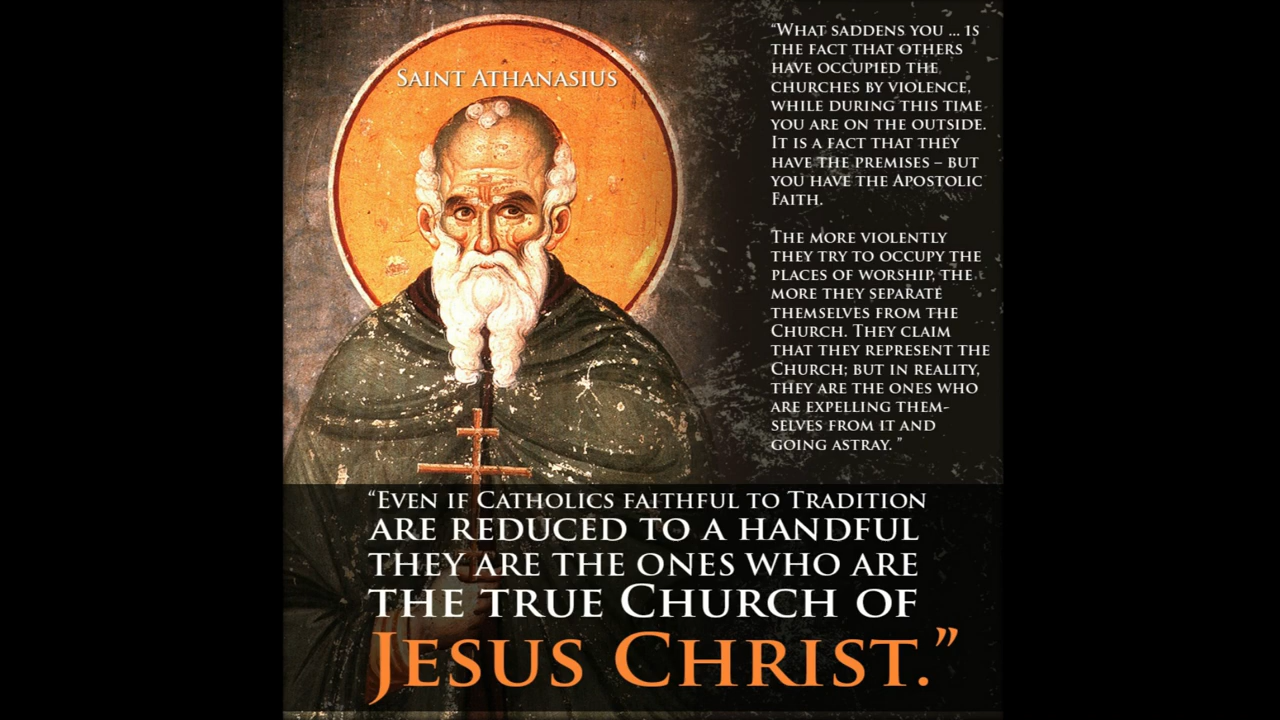 Saint Athanasius
“What saddens you ... is
the fact that others
have occupied the
churches by violence,
while during this time
you are on the outside.
It is a fact that they
have the premises – but
you have the Apostolic
Faith.
The more violently
they try to occupy the
places of worship, the
more they separate
themselves from the
Church. They claim
that they represent the
Church; but in reality,
they are the ones who
are expelling them-
selves from it and
going astray. ”
“Even if Catholics faithful to Tradition
are reduced to a handful
they are the ones who are
the true Church of
Jesus Christ.”